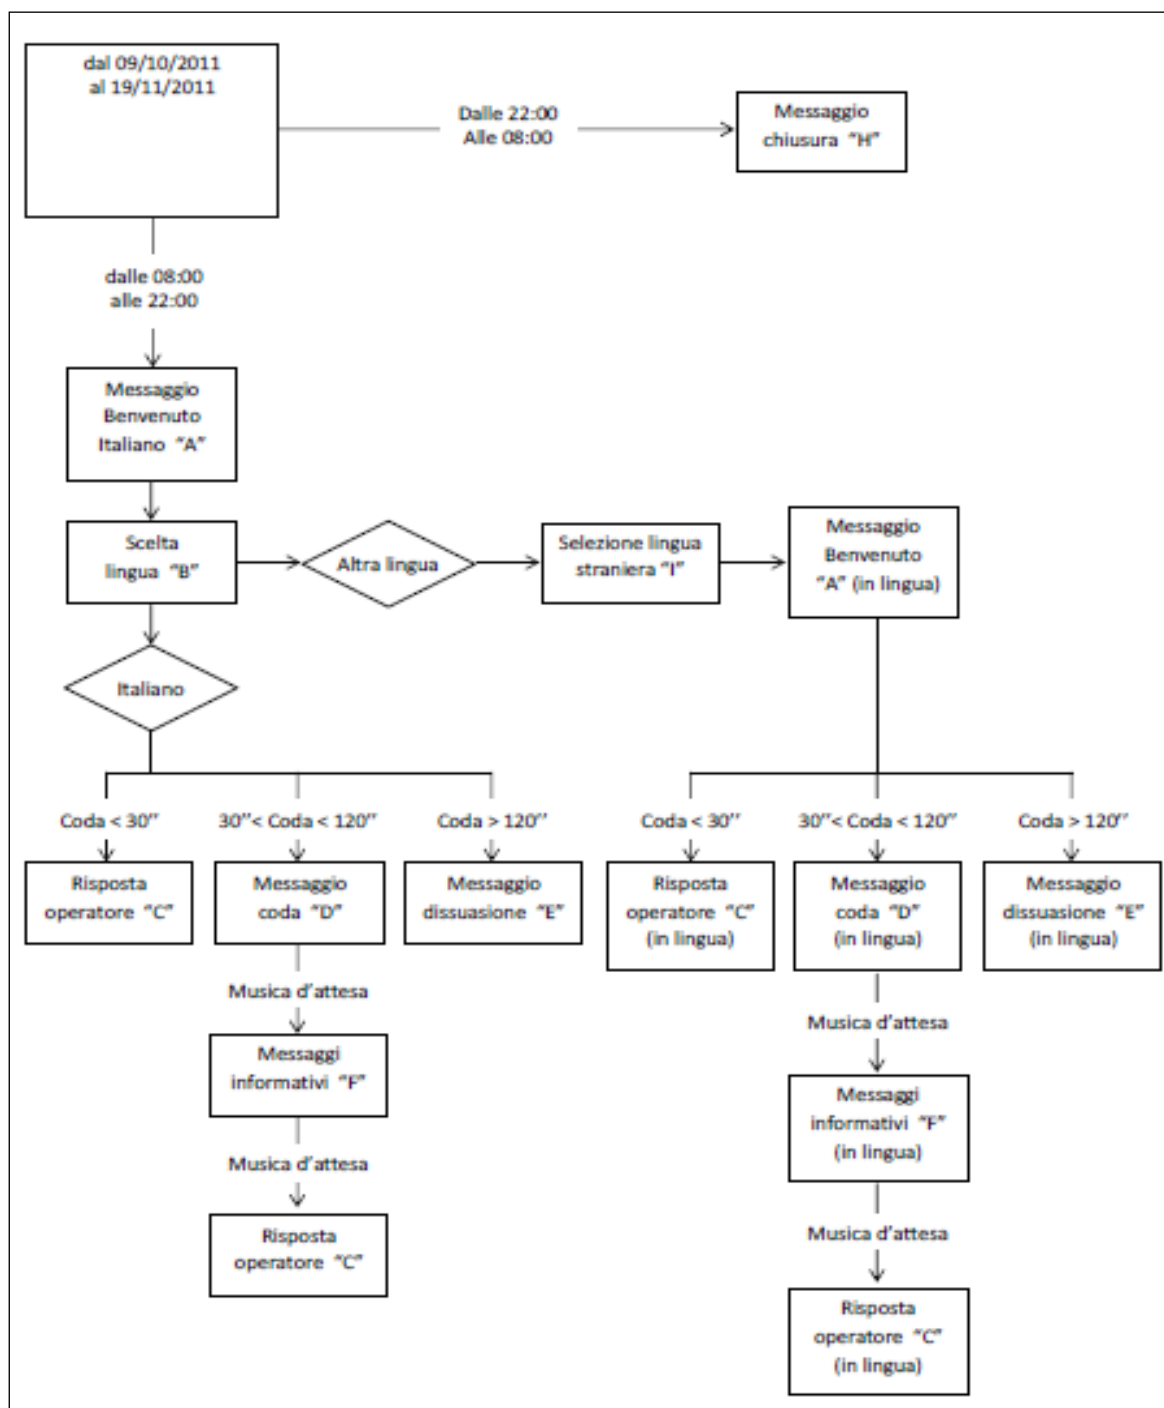 dal 09/10/2011
al 19/11/2011
Dalle 22:00
Alle 08:00
Messaggio
chiusura “H”
dalle 08:00
alle 22:00
Messaggio
Benvenuto
Italiano “A”
Scelta
lingua “B”
Altra lingua
Selezione lingua
straniera “I”
Messaggio
Benvenuto
“A” (in lingua)
Italiano
Coda < 30’’
30’’< Coda < 120’’
Coda > 120’’
Coda < 30’’
30’’< Coda < 120’’
Coda > 120’’
Risposta
operatore “C”
Messaggio
coda “D”
Messaggio
dissuasione “E”
Risposta
operatore “C”
(in lingua)
Messaggio
coda “D”
(in lingua)
Messaggio
dissuasione “E”
(in lingua)
Musica d’attesa
Messaggi
informativi “F”
Musica d’attesa
Risposta
operatore “C”
Musica d’attesa
Messaggi
informativi “F”
(in lingua)
Musica d’attesa
Risposta
operatore “C”
(in lingua)